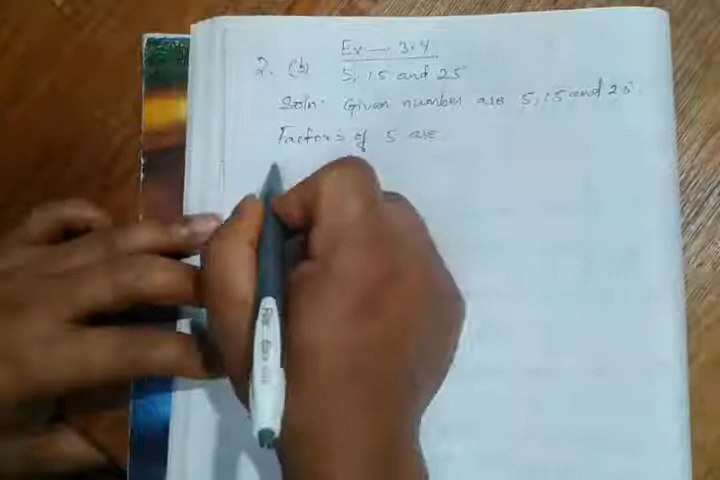 Ex — 3.4
2. (b) 5, 15 and 25
Soln: Given number are 5, 15 and 25.
Factors of 5 are